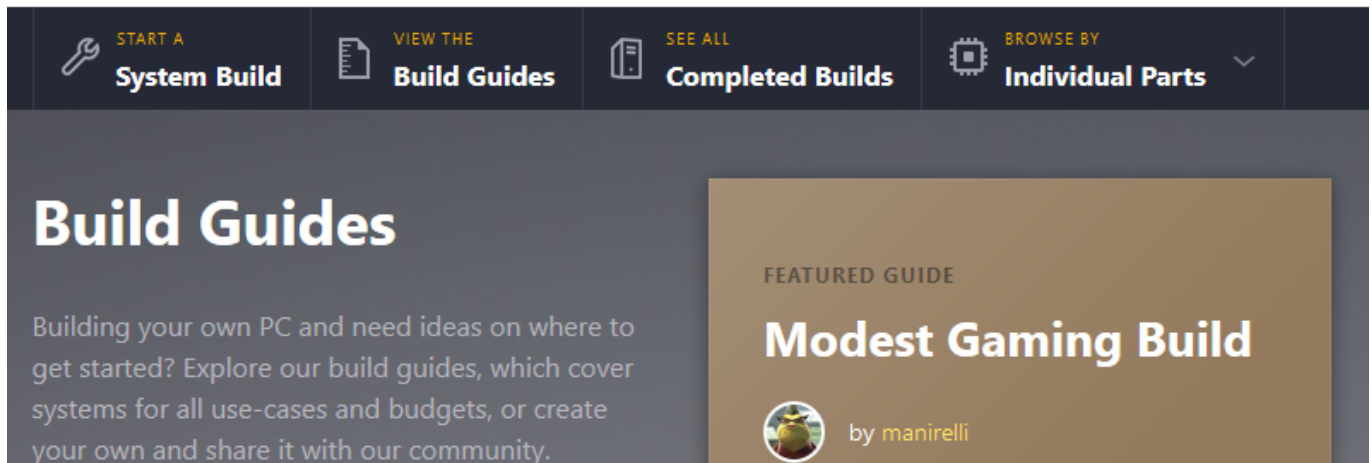 START A
System Build
VIEW THE
Build Guides
SEE ALL
Completed Builds
BROWSE BY
Individual Parts
Build Guides
Building your own PC and need ideas on where to
get started? Explore our build guides, which cover
systems for all use-cases and budgets, or create
your own and share it with our community.
FEATURED GUIDE
Modest Gaming Build
by manirelli